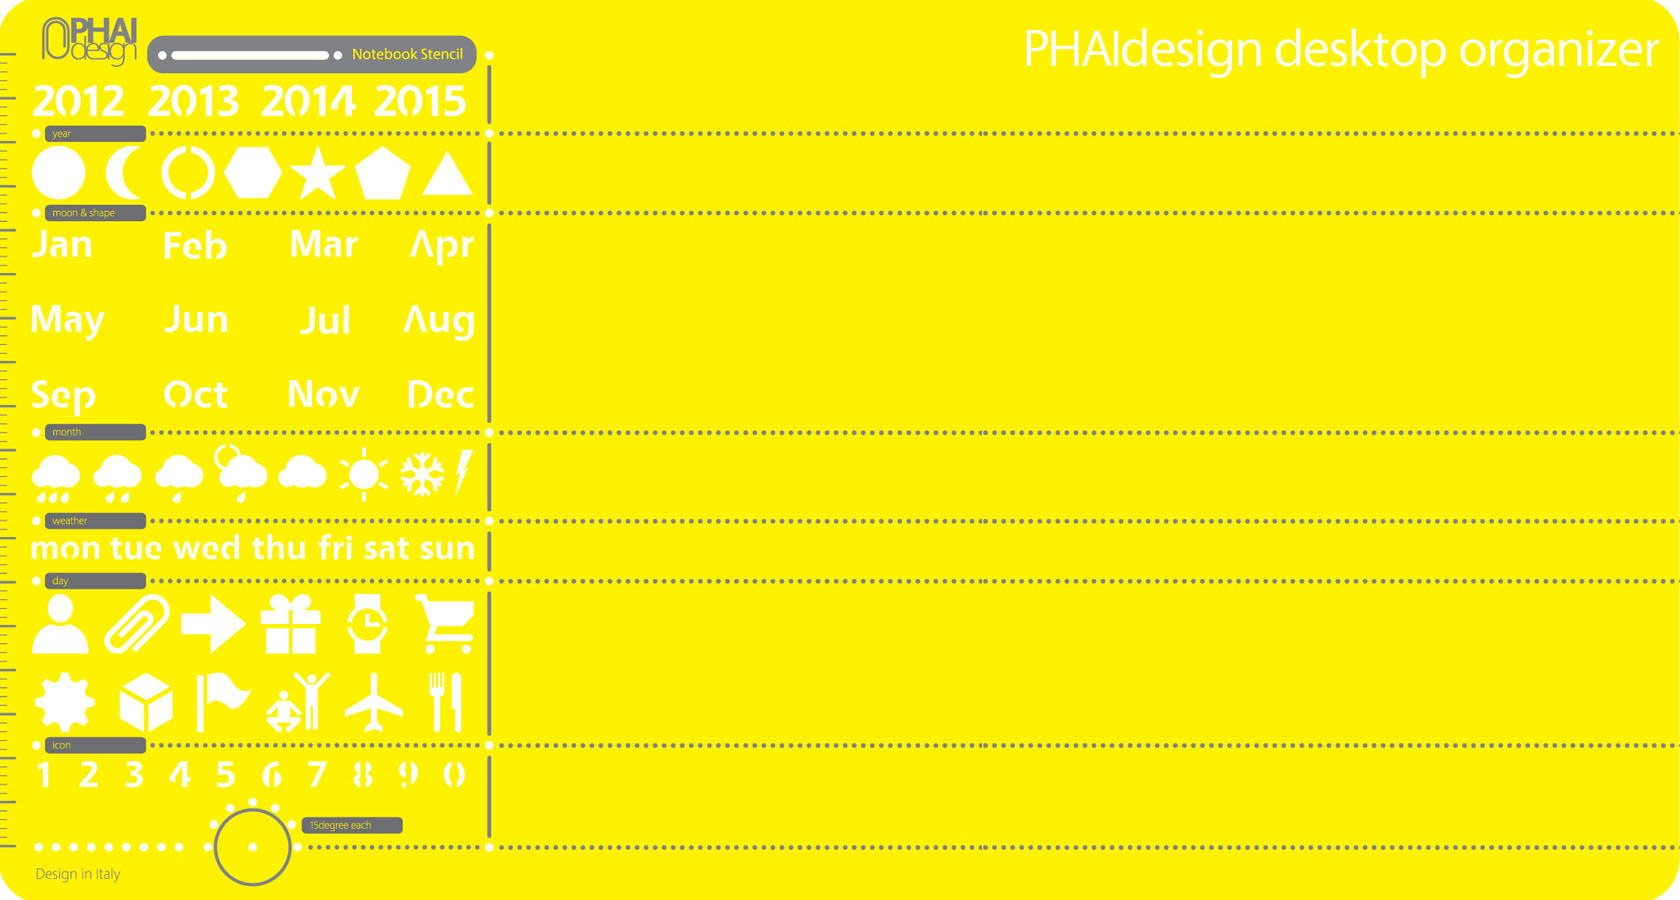 PHAI
design
Notebook Stencil
PHAIdesign desktop organizer
2012 2013 2014 2015
year
moon & shape
Jan Feb Mar Apr
May Jun Jul Aug
Sep Oct Nov Dec
month
weather
mon tue wed thu fri sat sun
day
icon
1 2 3 4 5 6 7 8 9 0
15degree each
Design in Italy